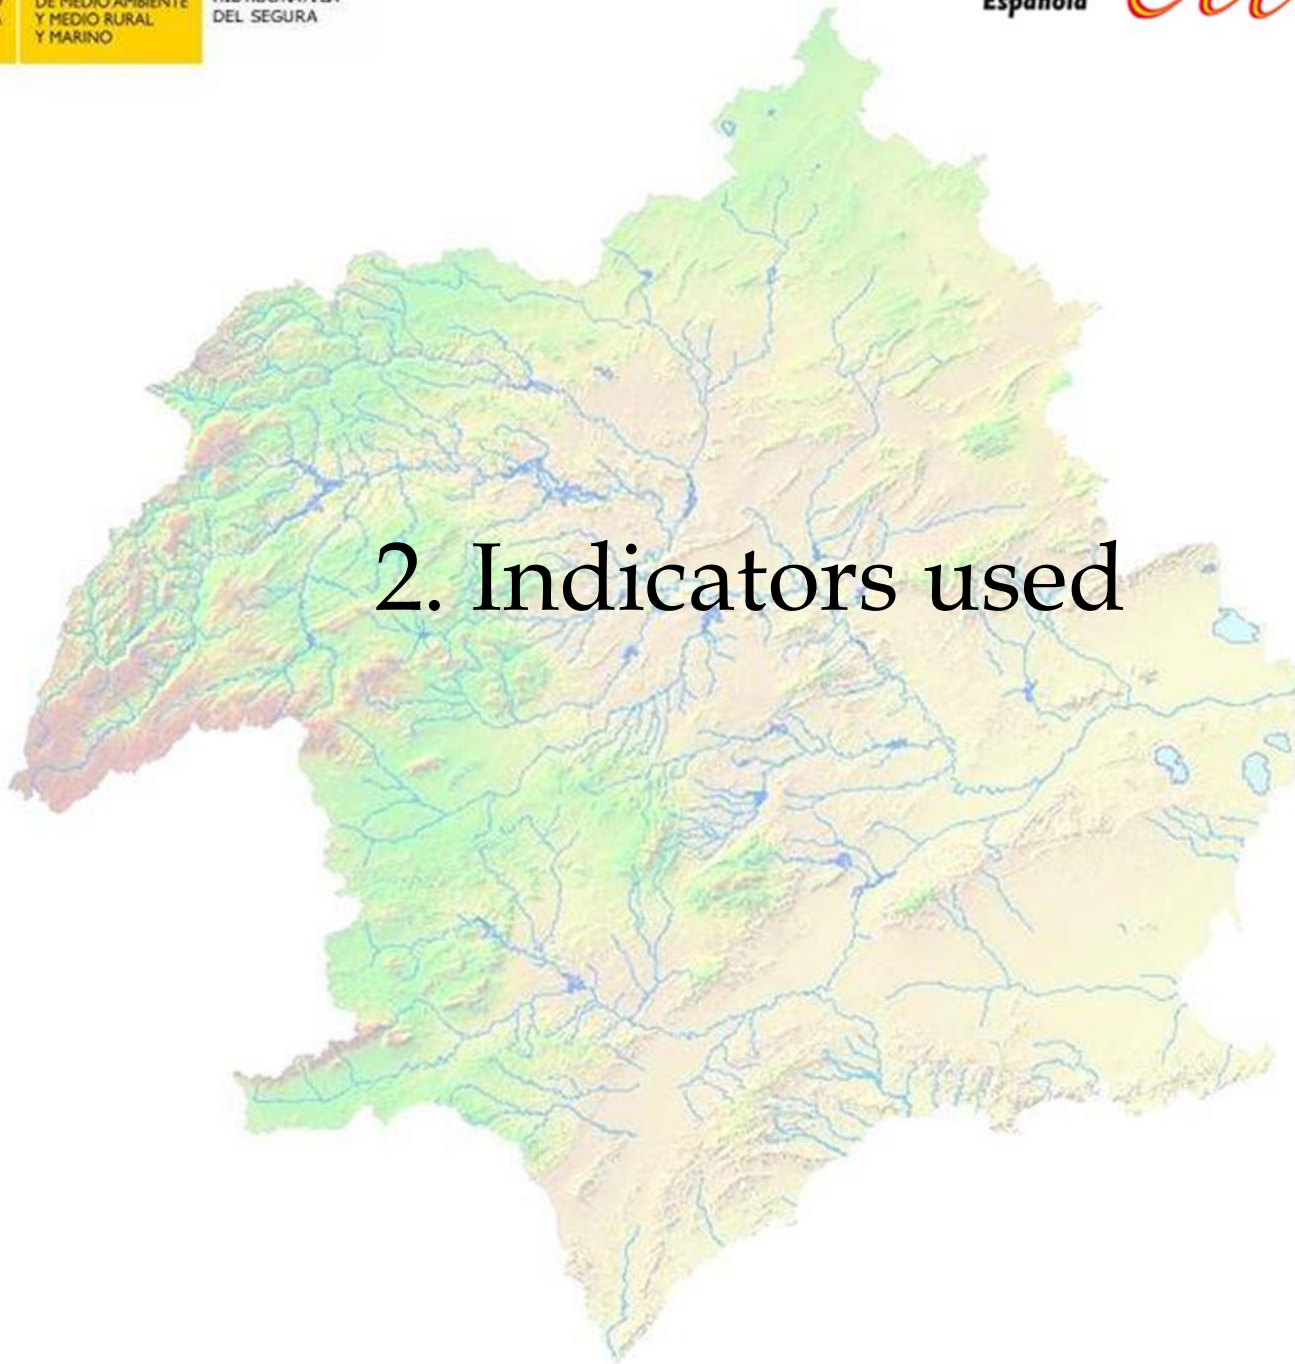 DE MEDIO AMBIENTE
Y MEDIO RURAL
Y MARINO
DEL SEGURA
Española
2. Indicators used